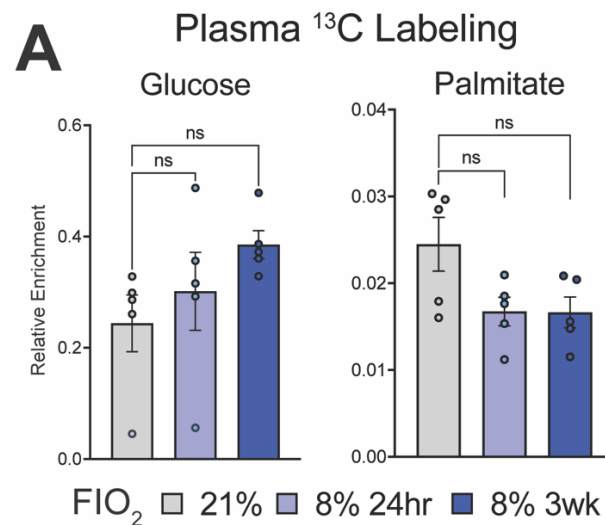 A
Plasma ¹³C Labeling
Glucose
Palmitate
Relative Enrichment
0.6
0.4
0.2
0.0
ns
ns
0.04
0.03
0.02
0.01
0.00
ns
ns
FIO₂ 21% 8% 24hr 8% 3wk